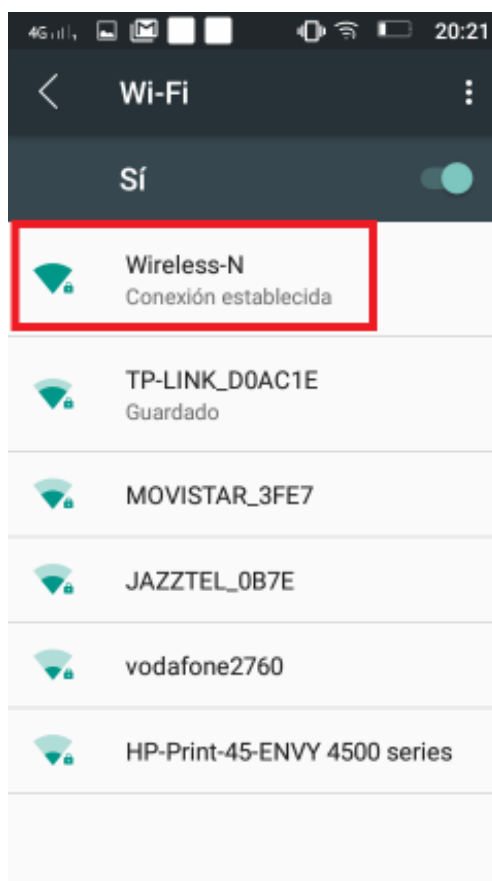 4G 20:21
Wi-Fi
Sí
Wireless-N
Conexión establecida
TP-LINK_D0AC1E
Guardado
MOVISTAR_3FE7
JAZZTEL_0B7E
vodafone2760
HP-Print-45-ENVY 4500 series